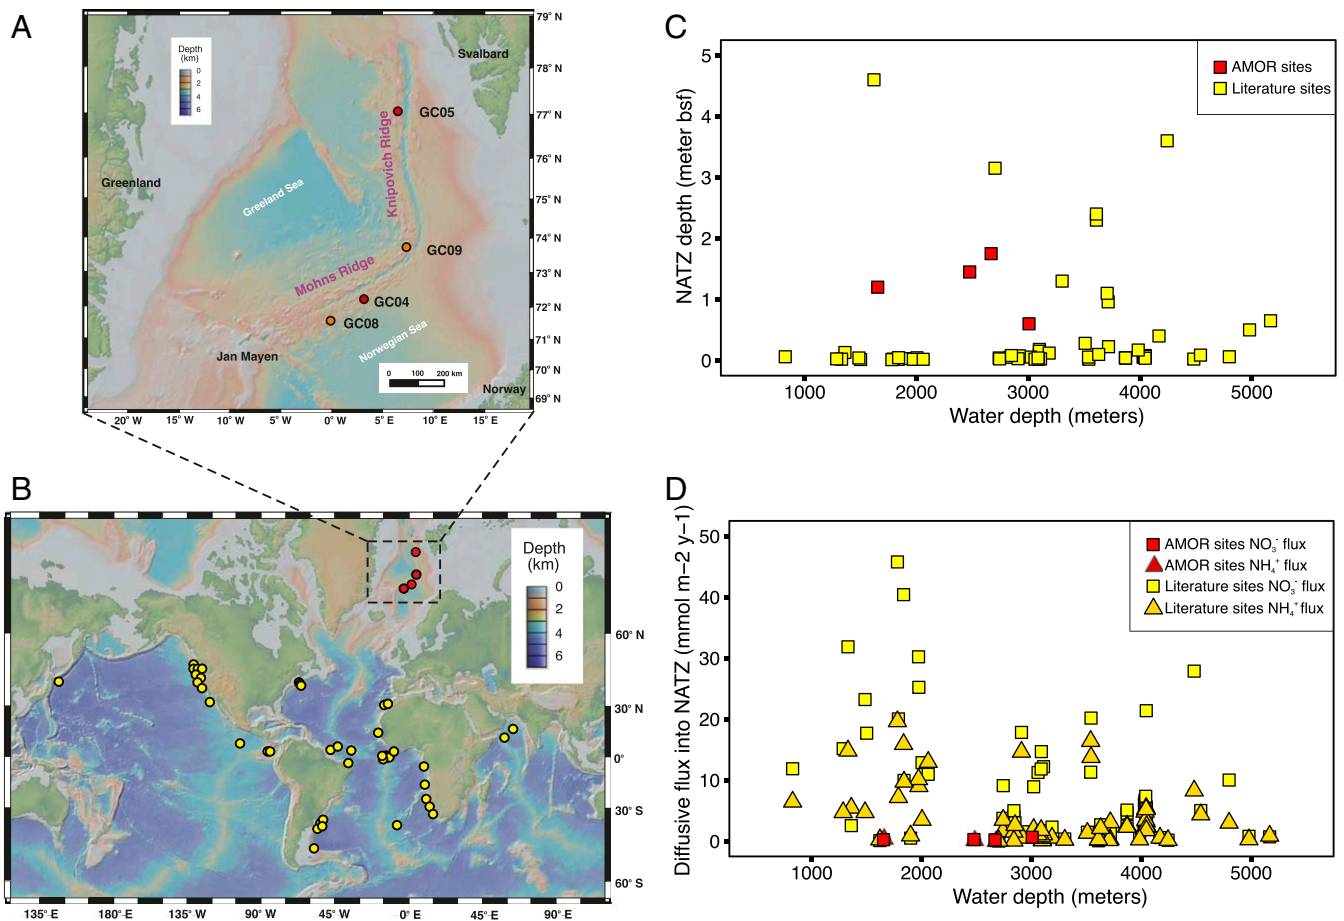 A
Depth
(km)
0
2
4
6
Svalbard
Greenland
Greeland Sea
Knipovich Ridge
Mohns Ridge
Norwegian Sea
Jan Mayen
Norway
GC05
GC09
GC04
GC08
0 100 200 km
79° N
78° N
77° N
76° N
75° N
74° N
73° N
72° N
71° N
70° N
69° N
20° W 15° W 10° W 5° W 0° E 5° E 10° E 15° E
B
Depth
(km)
0
2
4
6
60° N
30° N
0°
30° S
60° S
135° E 180° E 135° W 90° W 45° W 0° E 45° E 90° E
C
AMOR sites
Literature sites
NATZ depth (meter bsf)
5
4
3
2
1
0
1000 2000 3000 4000 5000
Water depth (meters)
D
AMOR sites NO₃⁻ flux
AMOR sites NH₄⁺ flux
Literature sites NO₃⁻ flux
Literature sites NH₄⁺ flux
Diffusive flux into NATZ (mmol m−2 y−1)
50
40
30
20
10
0
1000 2000 3000 4000 5000
Water depth (meters)